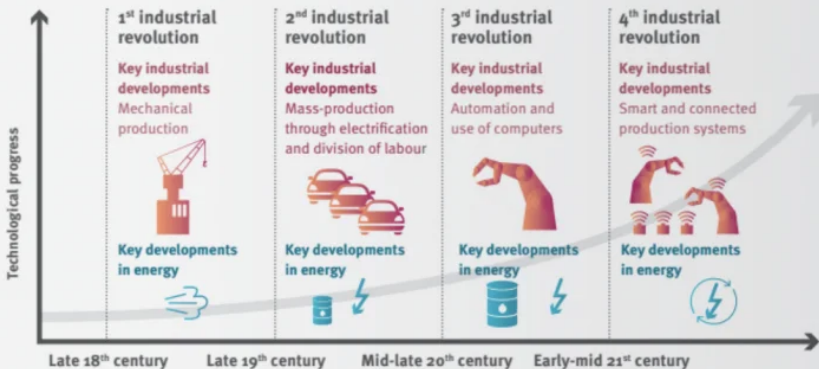 1st industrial
revolution
Key industrial
developments
Mechanical
production
Key developments
in energy
2nd industrial
revolution
Key industrial
developments
Mass-production
through electrification
and division of labour
Key developments
in energy
3rd industrial
revolution
Key industrial
developments
Automation and
use of computers
Key developments
in energy
4th industrial
revolution
Key industrial
developments
Smart and connected
production systems
Key developments
in energy
Technological progress
Late 18th century
Late 19th century
Mid-late 20th century
Early-mid 21st century